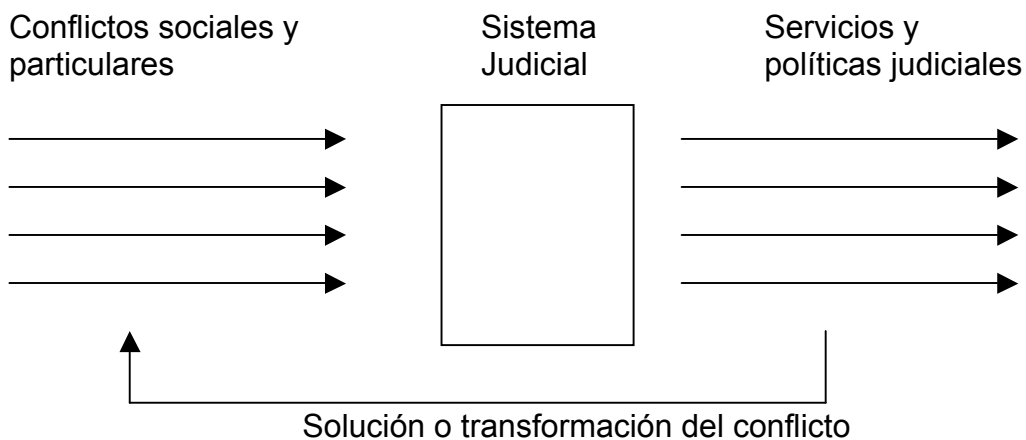 Conflictos sociales y
particulares
Sistema
Judicial
Servicios y
políticas judiciales
Solución o transformación del conflicto